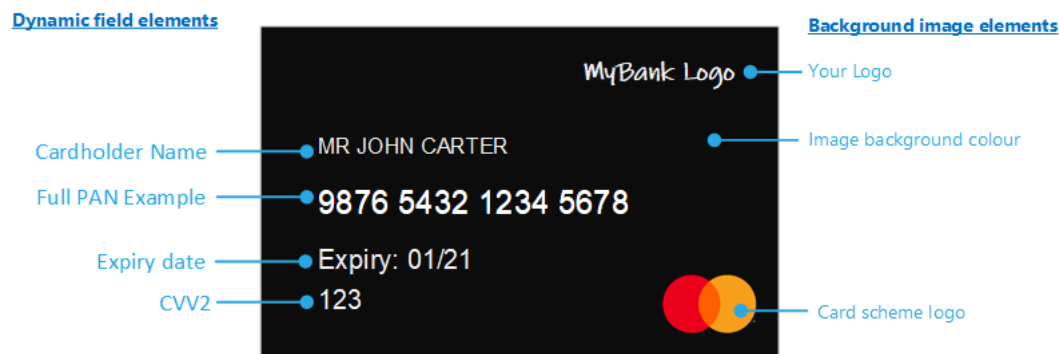 Dynamic field elements
Background image elements
MyBank Logo
Your Logo
Image background colour
Cardholder Name
MR JOHN CARTER
Full PAN Example
9876 5432 1234 5678
Expiry date
Expiry: 01/21
CVV2
123
Card scheme logo